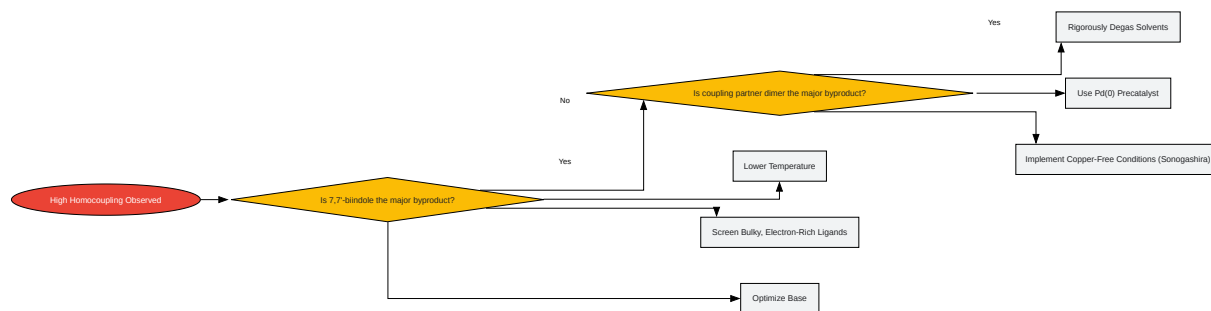 Yes
Rigorously Degas Solvents
Is coupling partner dimer the major byproduct?
Use Pd(0) Precatalyst
No
Implement Copper-Free Conditions (Sonogashira)
Yes
Lower Temperature
High Homocoupling Observed
Is 7,7'-biindole the major byproduct?
Screen Bulky, Electron-Rich Ligands
Optimize Base